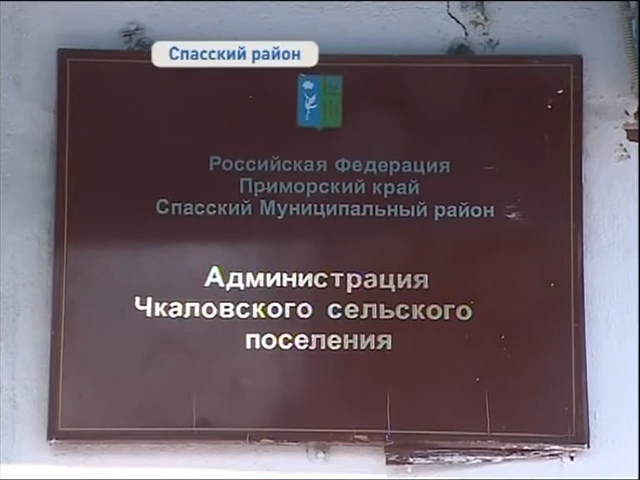 Спасский район
Российская Федерация
Приморский край
Спасский Муниципальный район
Администрация
Чкаловского сельского
поселения